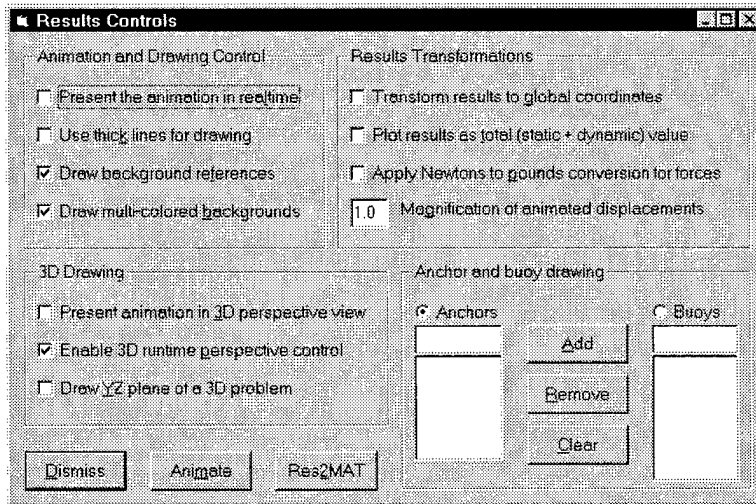 Results Controls
Animation and Drawing Control
Present the animation in realtime
Use thick lines for drawing
Draw background references
Draw multi-colored backgrounds
Results Transformations
Transform results to global coordinates
Plot results as total (static + dynamic) value
Apply Newtons to pounds conversion for forces
1.0 Magnification of animated displacements
3D Drawing
Present animation in 3D perspective view
Enable 3D runtime perspective control
Draw YZ plane of a 3D problem
Anchor and buoy drawing
Anchors
Buoys
Add
Remove
Clear
Dismiss
Animate
Res2MAT